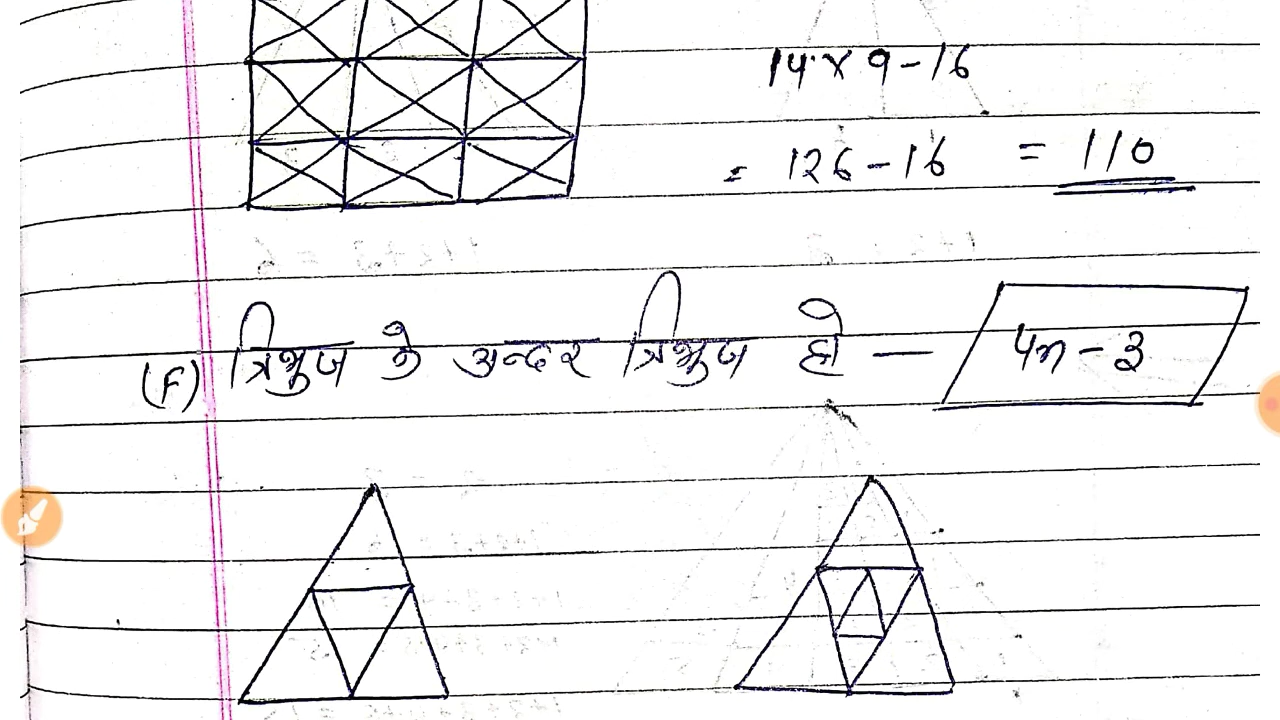 14 x 9 - 16
= 126 - 16 = 110
(F) त्रिभुज के अन्दर त्रिभुज हो — 4n - 3